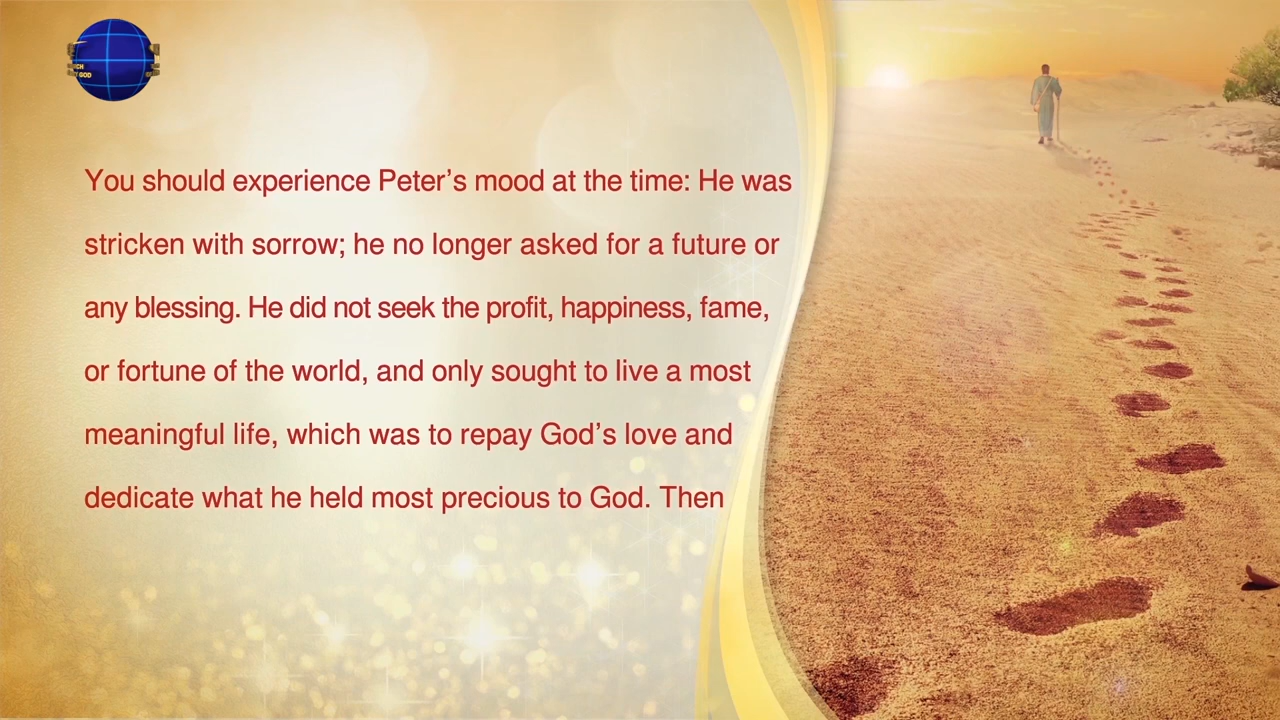 CH
GOD
You should experience Peter’s mood at the time: He was
stricken with sorrow; he no longer asked for a future or
any blessing. He did not seek the profit, happiness, fame,
or fortune of the world, and only sought to live a most
meaningful life, which was to repay God’s love and
dedicate what he held most precious to God. Then